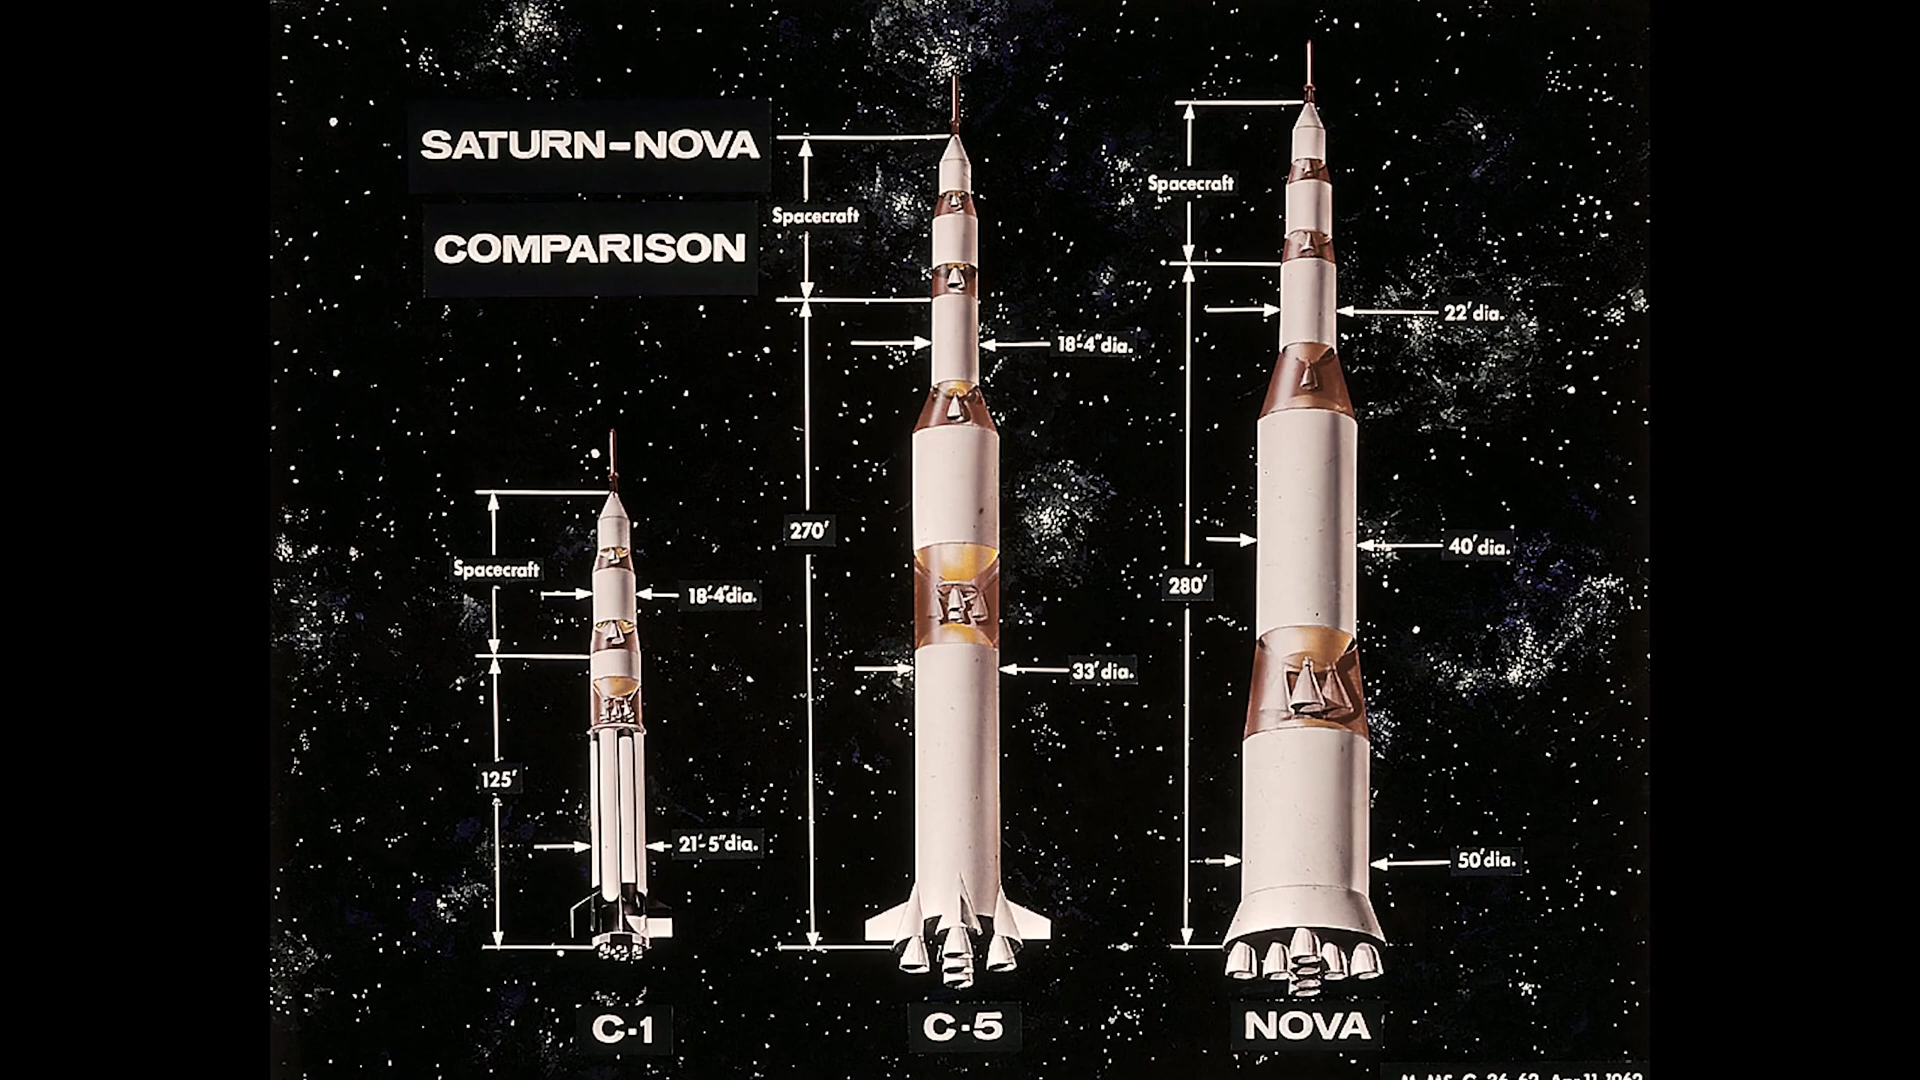 SATURN-NOVA
COMPARISON
Spacecraft
18'-4"dia.
125'
21'-5"dia.
C-1
Spacecraft
18'-4"dia.
270'
33'dia.
C-5
Spacecraft
22'dia.
40'dia.
280'
50'dia.
NOVA